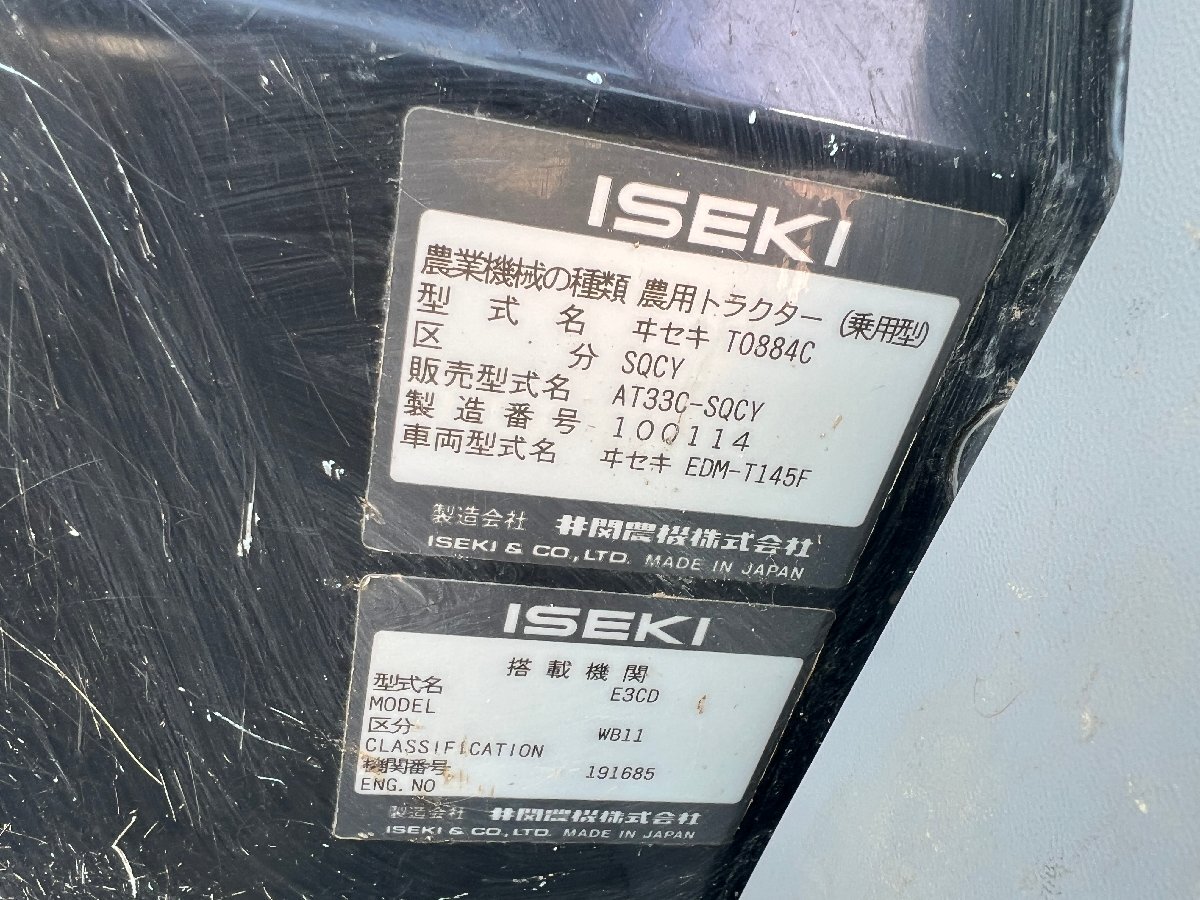 ISEKI
農業機械の種類 農用トラクター (乗用型)
型式名 ヰセキ T0884C
区分 SQCY
販売型式名 AT33C-SQCY
製造番号 100114
車両型式名 ヰセキ EDM-T145F
製造会社 井関農機株式会社
ISEKI & CO., LTD. MADE IN JAPAN
ISEKI
搭載機関
型式名 E3CD
MODEL
区分 WB11
CLASSIFICATION
機関番号 191685
ENG. NO
製造会社 井関農機株式会社
ISEKI & CO., LTD. MADE IN JAPAN